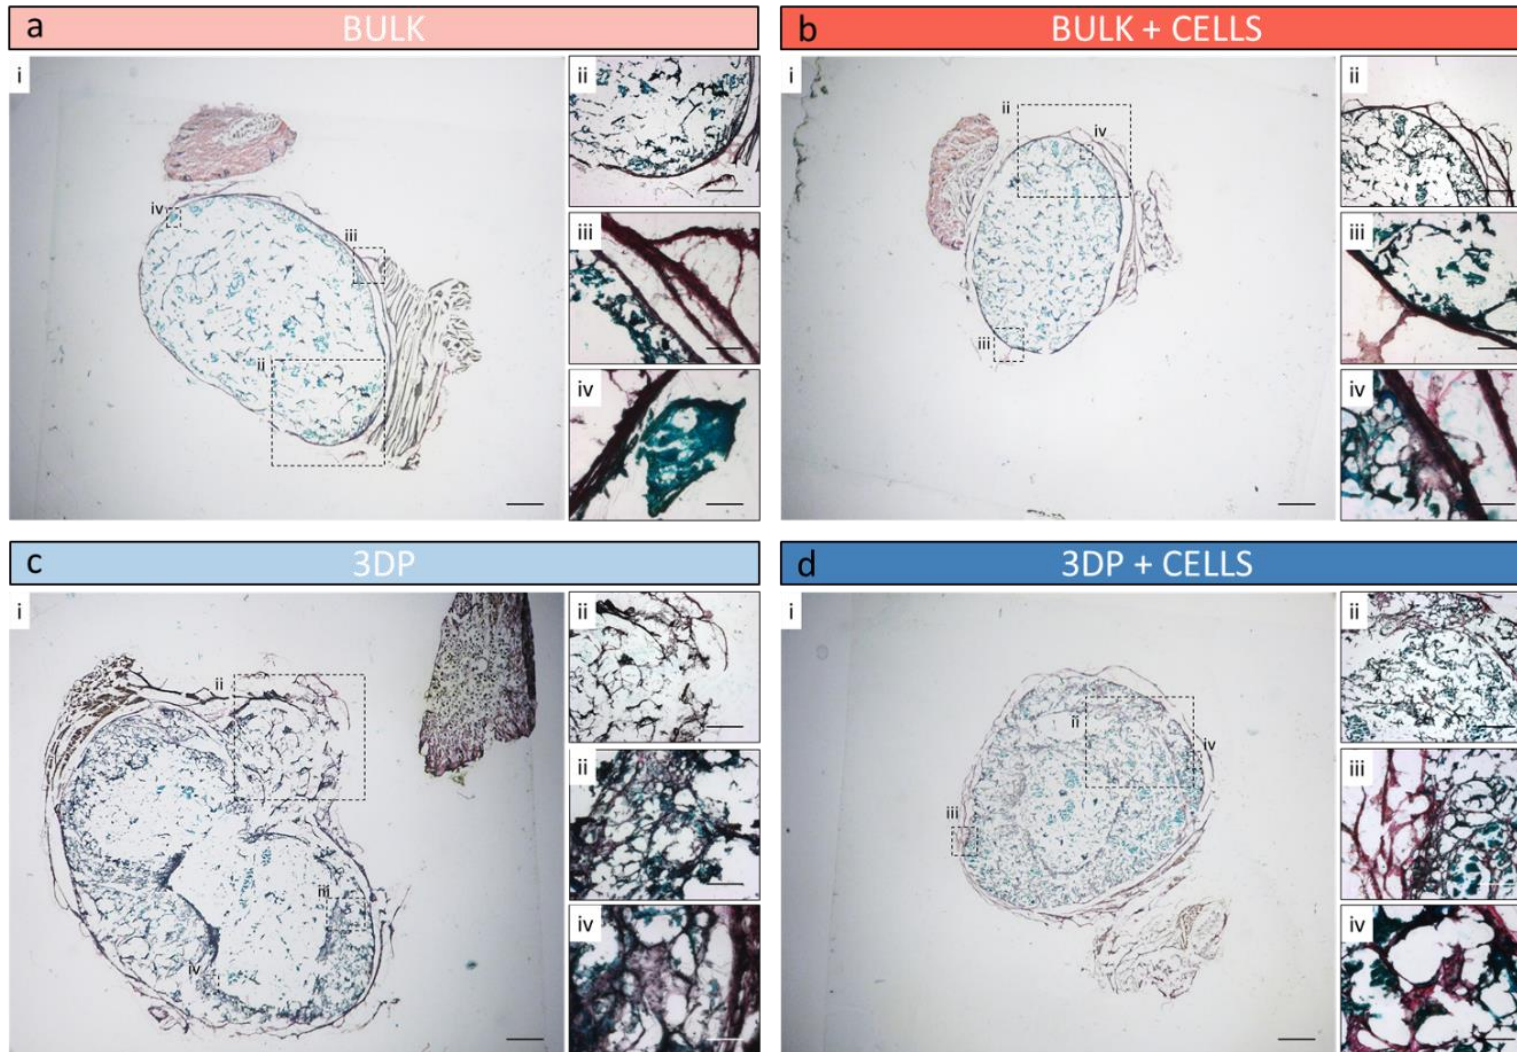 a BULK
i
ii
iv
iii
ii
iii
iv
b BULK + CELLS
i
ii
iv
iii
ii
iii
iv
c 3DP
i
ii
iii
iv
ii
ii
iv
d 3DP + CELLS
i
ii
iv
iii
ii
iii
iv